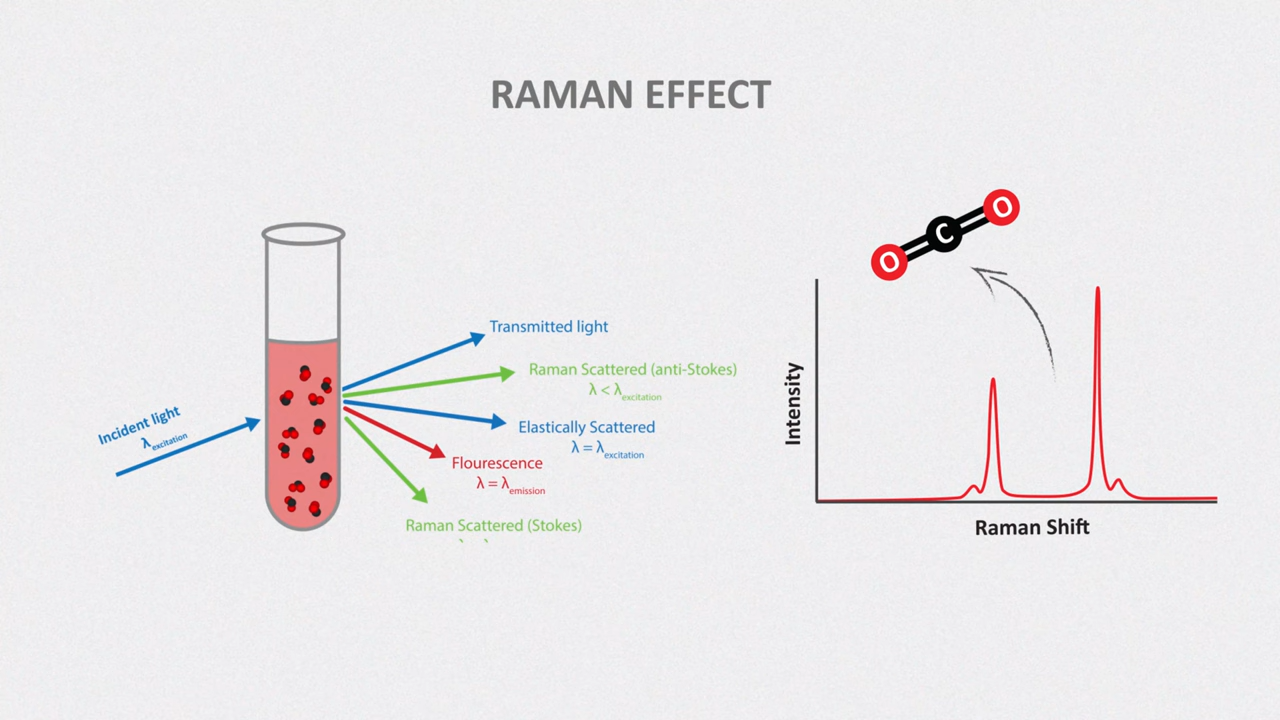 RAMAN EFFECT
Incident light
λexcitation
Transmitted light
Raman Scattered (anti-Stokes)
λ < λexcitation
Elastically Scattered
λ = λexcitation
Flourescence
λ = λemission
Raman Scattered (Stokes)
O
C
O
Intensity
Raman Shift